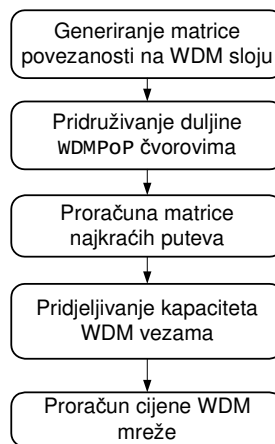 Generiranje matrice
povezanosti na WDM sloju
Pridruživanje duljine
WDMPoP čvorovima
Proračuna matrice
najkraćih puteva
Pridjeljivanje kapaciteta
WDM vezama
Proračun cijene WDM
mreže